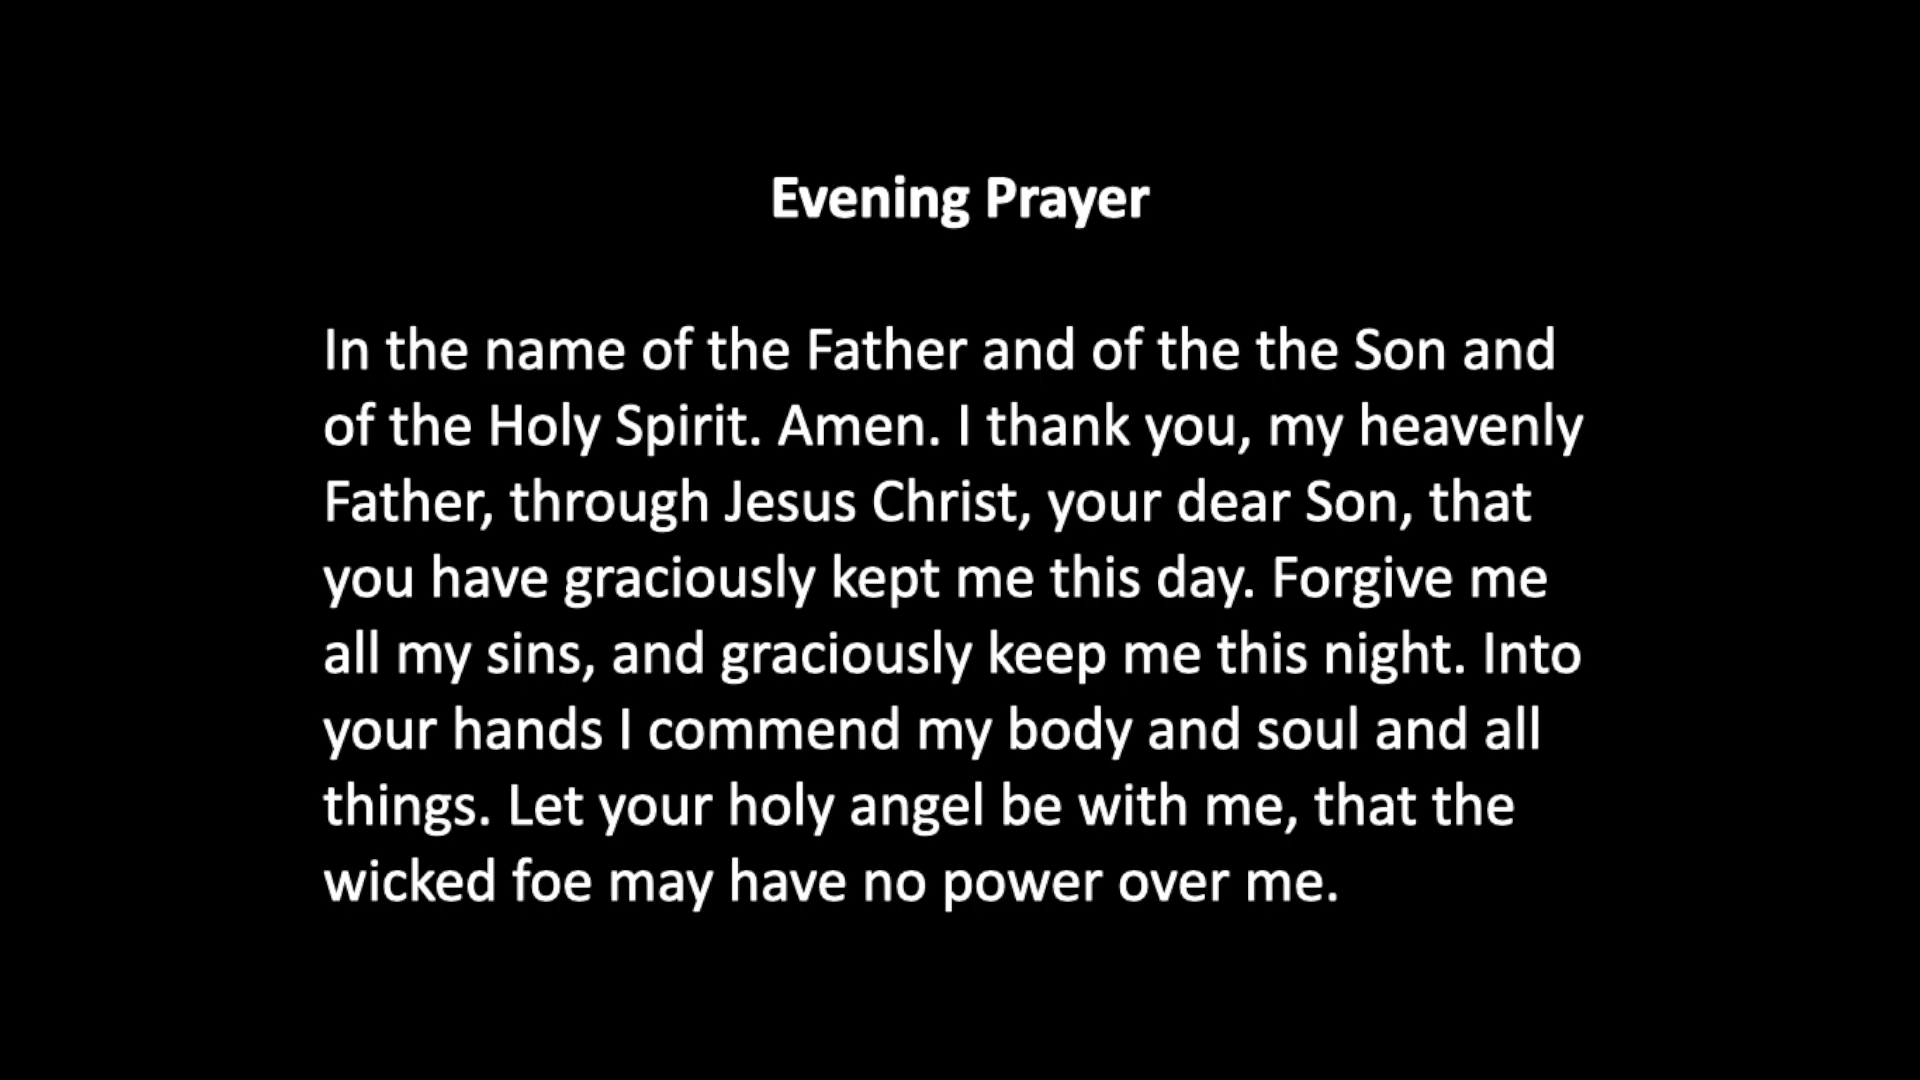 Evening Prayer
In the name of the Father and of the the Son and
of the Holy Spirit. Amen. I thank you, my heavenly
Father, through Jesus Christ, your dear Son, that
you have graciously kept me this day. Forgive me
all my sins, and graciously keep me this night. Into
your hands I commend my body and soul and all
things. Let your holy angel be with me, that the
wicked foe may have no power over me.